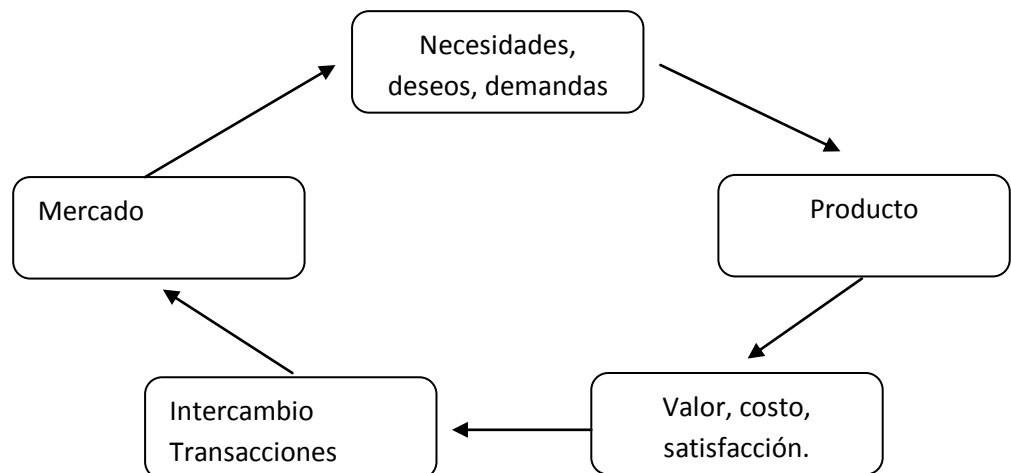 Necesidades,
deseos, demandas
Mercado
Producto
Intercambio
Transacciones
Valor, costo,
satisfacción.